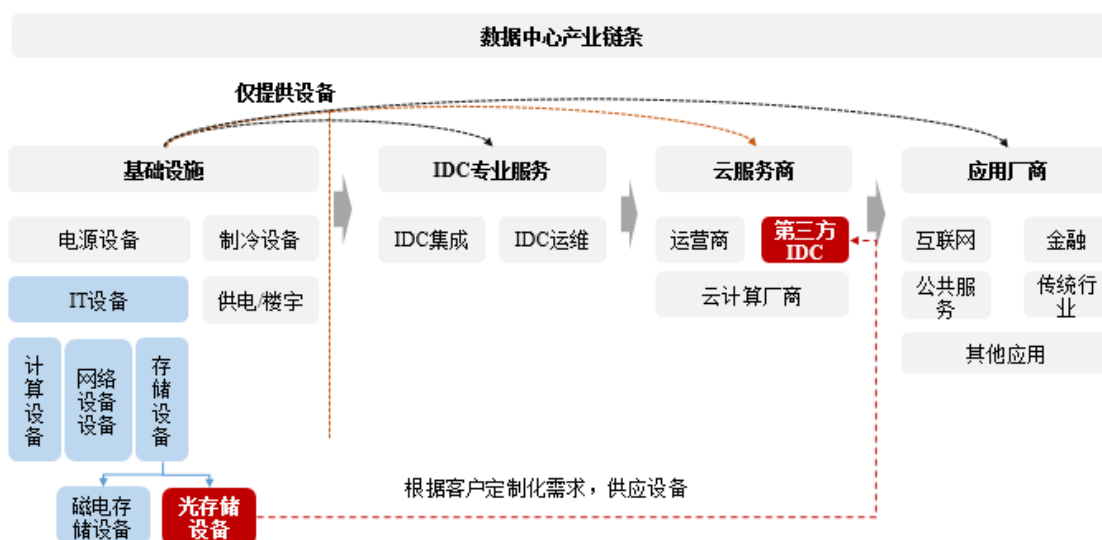 数据中心产业链条
仅提供设备
基础设施
IDC专业服务
云服务商
应用厂商
电源设备
制冷设备
IDC集成
IDC运维
运营商
第三方
IDC
互联网
金融
IT设备
供电/楼宇
云计算厂商
公共服
务
传统行
业
其他应用
计算设备
网络
设备
设备
存储设备
根据客户定制化需求，供应设备
磁电存
储设备
光存储
设备